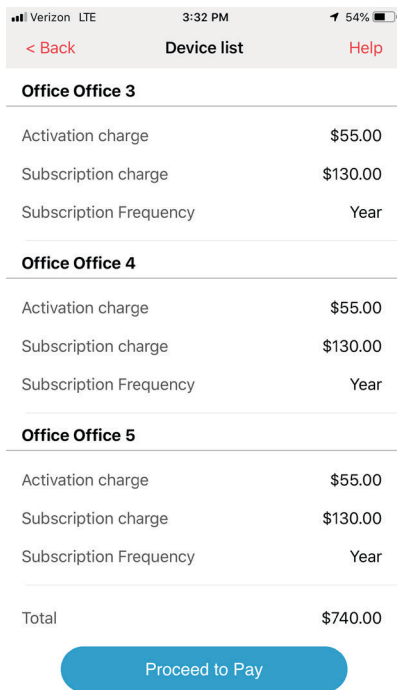 Verizon LTE 3:32 PM 54%
< Back Device list Help
Office Office 3
Activation charge $55.00
Subscription charge $130.00
Subscription Frequency Year
Office Office 4
Activation charge $55.00
Subscription charge $130.00
Subscription Frequency Year
Office Office 5
Activation charge $55.00
Subscription charge $130.00
Subscription Frequency Year
Total $740.00
Proceed to Pay